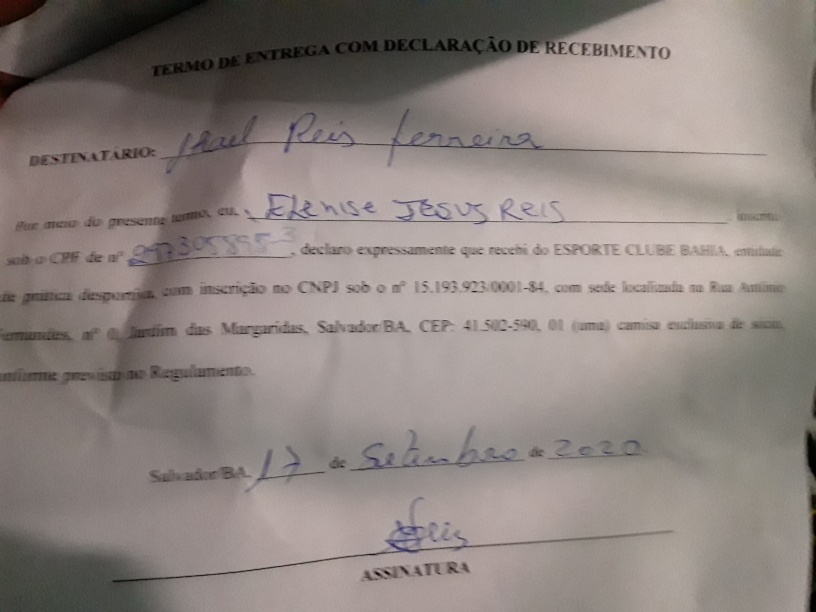 TERMO DE ENTREGA COM DECLARAÇÃO DE RECEBIMENTO
DESTINATÁRIO: Reis Ferreira
Por meio do presente termo, eu, Elenise JESUS REIS
sob o CPF de nº , declaro expressamente que recebi do ESPORTE CLUBE BAHIA, entidade
de prática desportiva, com inscrição no CNPJ sob o nº 15.193.923/0001-84, com sede localizada na Rua Antônio
nº 0, Jardim das Margaridas, Salvador/BA, CEP: 41.502-590, 01 (uma) camisa exclusiva de sócio,
conforme previsto no Regulamento.
Salvador/BA, 17 de Setembro de 2020
Reis
ASSINATURA